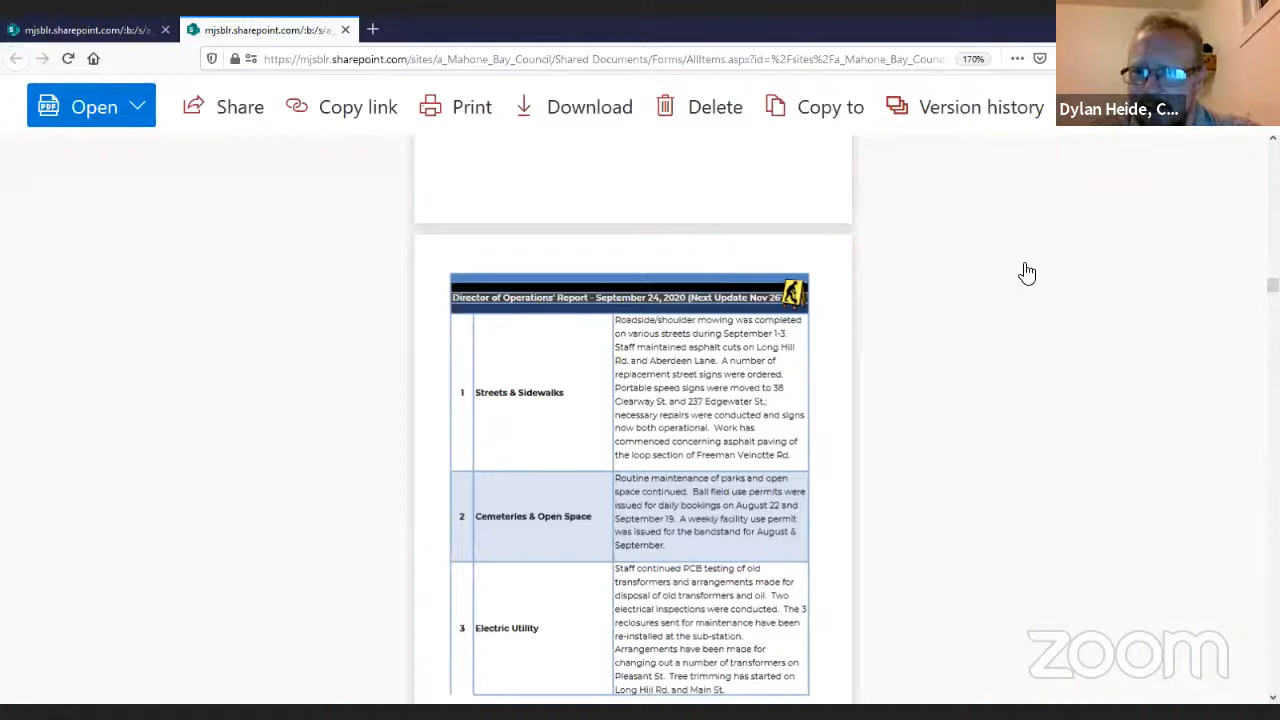 mjsblr.sharepoint.com/:b:/s/a_
mjsblr.sharepoint.com/:b:/s/a_
https://mjsblr.sharepoint.com/sites/a_Mahone_Bay_Council/Shared Documents/Forms/AllItems.aspx?id=%2Fsites%2Fa_Mahone_Bay_Counc
170%
PDF Open
Share
Copy link
Print
Download
Delete
Copy to
Version history
Dylan Heide, C...
Director of Operations' Report - September 24, 2020 (Next Update Nov 26
1
Streets & Sidewalks
Roadside/shoulder mowing was completed
on various streets during September 1-3.
Staff maintained asphalt cuts on Long Hill
Rd. and Aberdeen Lane. A number of
replacement street signs were ordered.
Portable speed signs were moved to 38
Clearway St. and 237 Edgewater St.;
necessary repairs were conducted and signs
now both operational. Work has
commenced concerning asphalt paving of
the loop section of Freeman Veinotte Rd.
2
Cemeteries & Open Space
Routine maintenance of parks and open
space continued. Ball field use permits were
issued for daily bookings on August 22 and
September 19. A weekly facility use permit
was issued for the bandstand for August &
September.
3
Electric Utility
Staff continued PCB testing of old
transformers and arrangements made for
disposal of old transformers and oil. Two
electrical inspections were conducted. The 3
reclosures sent for maintenance have been
re-installed at the sub-station.
Arrangements have been made for
changing out a number of transformers on
Pleasant St. Tree trimming has started on
Long Hill Rd. and Main St.
zoom